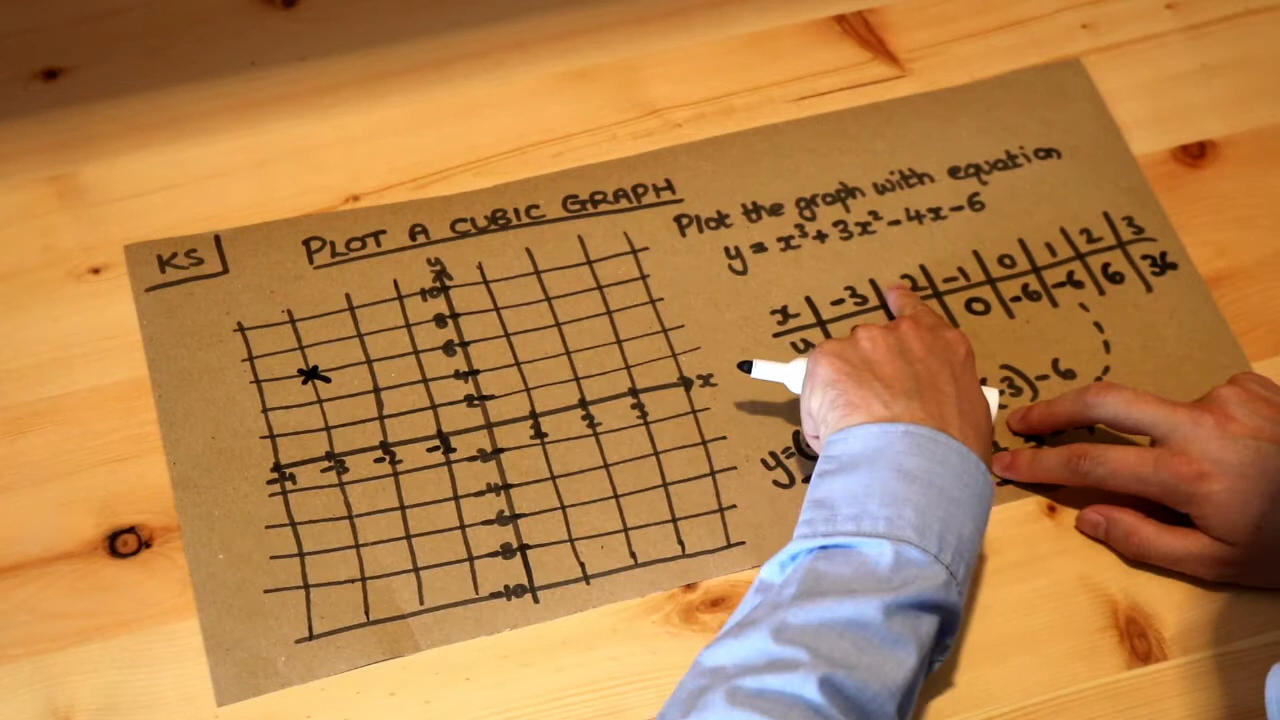 KS
PLOT A CUBIC GRAPH
Plot the graph with equation
y = x³ + 3x² - 4x - 6
x -3 -2 -1 0 1 2 3
y 0 -6 -6 6 36
3) - 6
y = (
y
10
8
6
4
2
x
-4 -3 -2 -1 1 2 3
-2
-4
-6
-8
-10